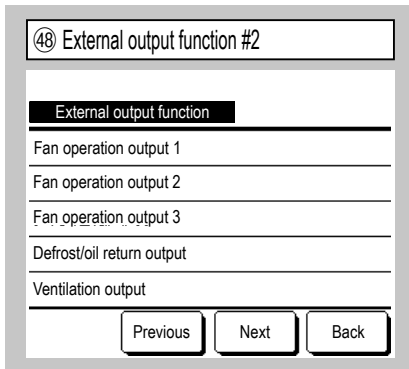 ㊽ External output function #2
External output function
Fan operation output 1
Fan operation output 2
Fan operation output 3
Defrost/oil return output
Ventilation output
Previous Next Back